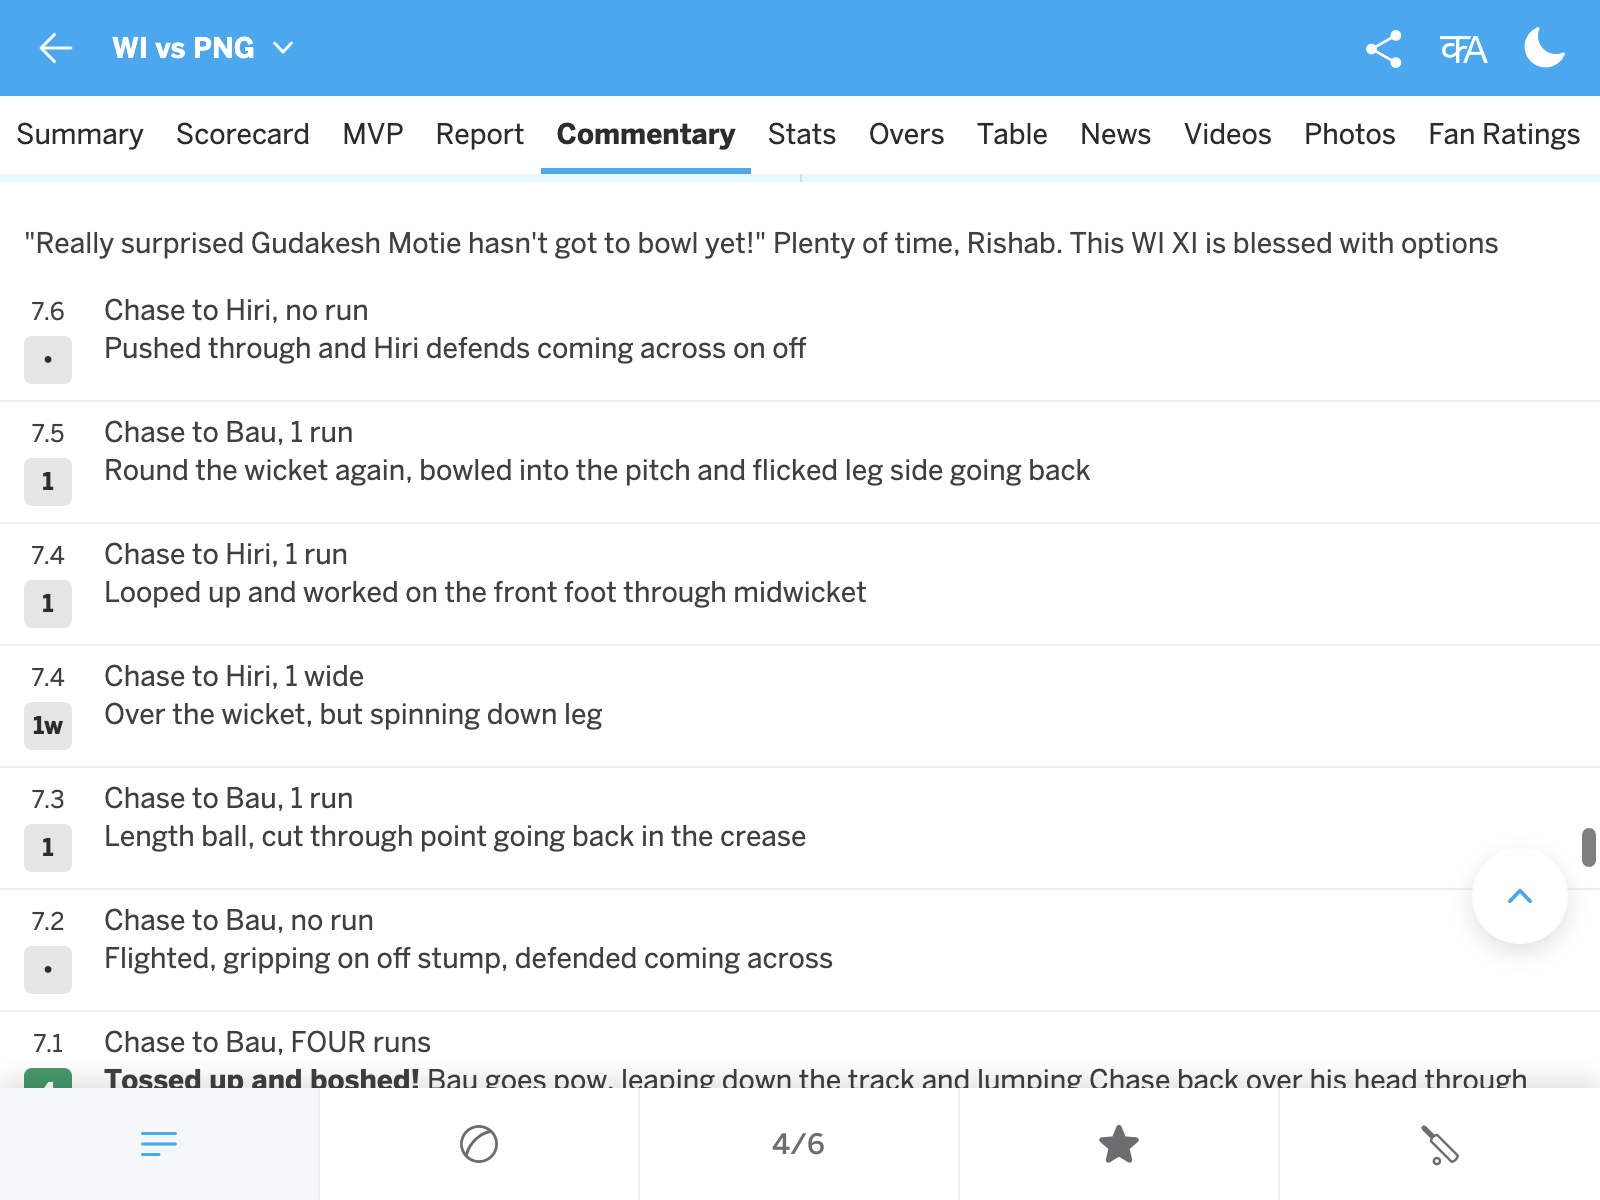 WI vs PNG
क A
Summary Scorecard MVP Report Commentary Stats Overs Table News Videos Photos Fan Ratings
"Really surprised Gudakesh Motie hasn't got to bowl yet!" Plenty of time, Rishab. This WI XI is blessed with options
7.6 Chase to Hiri, no run
• Pushed through and Hiri defends coming across on off
7.5 Chase to Bau, 1 run
1 Round the wicket again, bowled into the pitch and flicked leg side going back
7.4 Chase to Hiri, 1 run
1 Looped up and worked on the front foot through midwicket
7.4 Chase to Hiri, 1 wide
1w Over the wicket, but spinning down leg
7.3 Chase to Bau, 1 run
1 Length ball, cut through point going back in the crease
7.2 Chase to Bau, no run
• Flighted, gripping on off stump, defended coming across
7.1 Chase to Bau, FOUR runs
4 Tossed up and boshed! Bau goes pow, leaping down the track and lumping Chase back over his head through
4/6